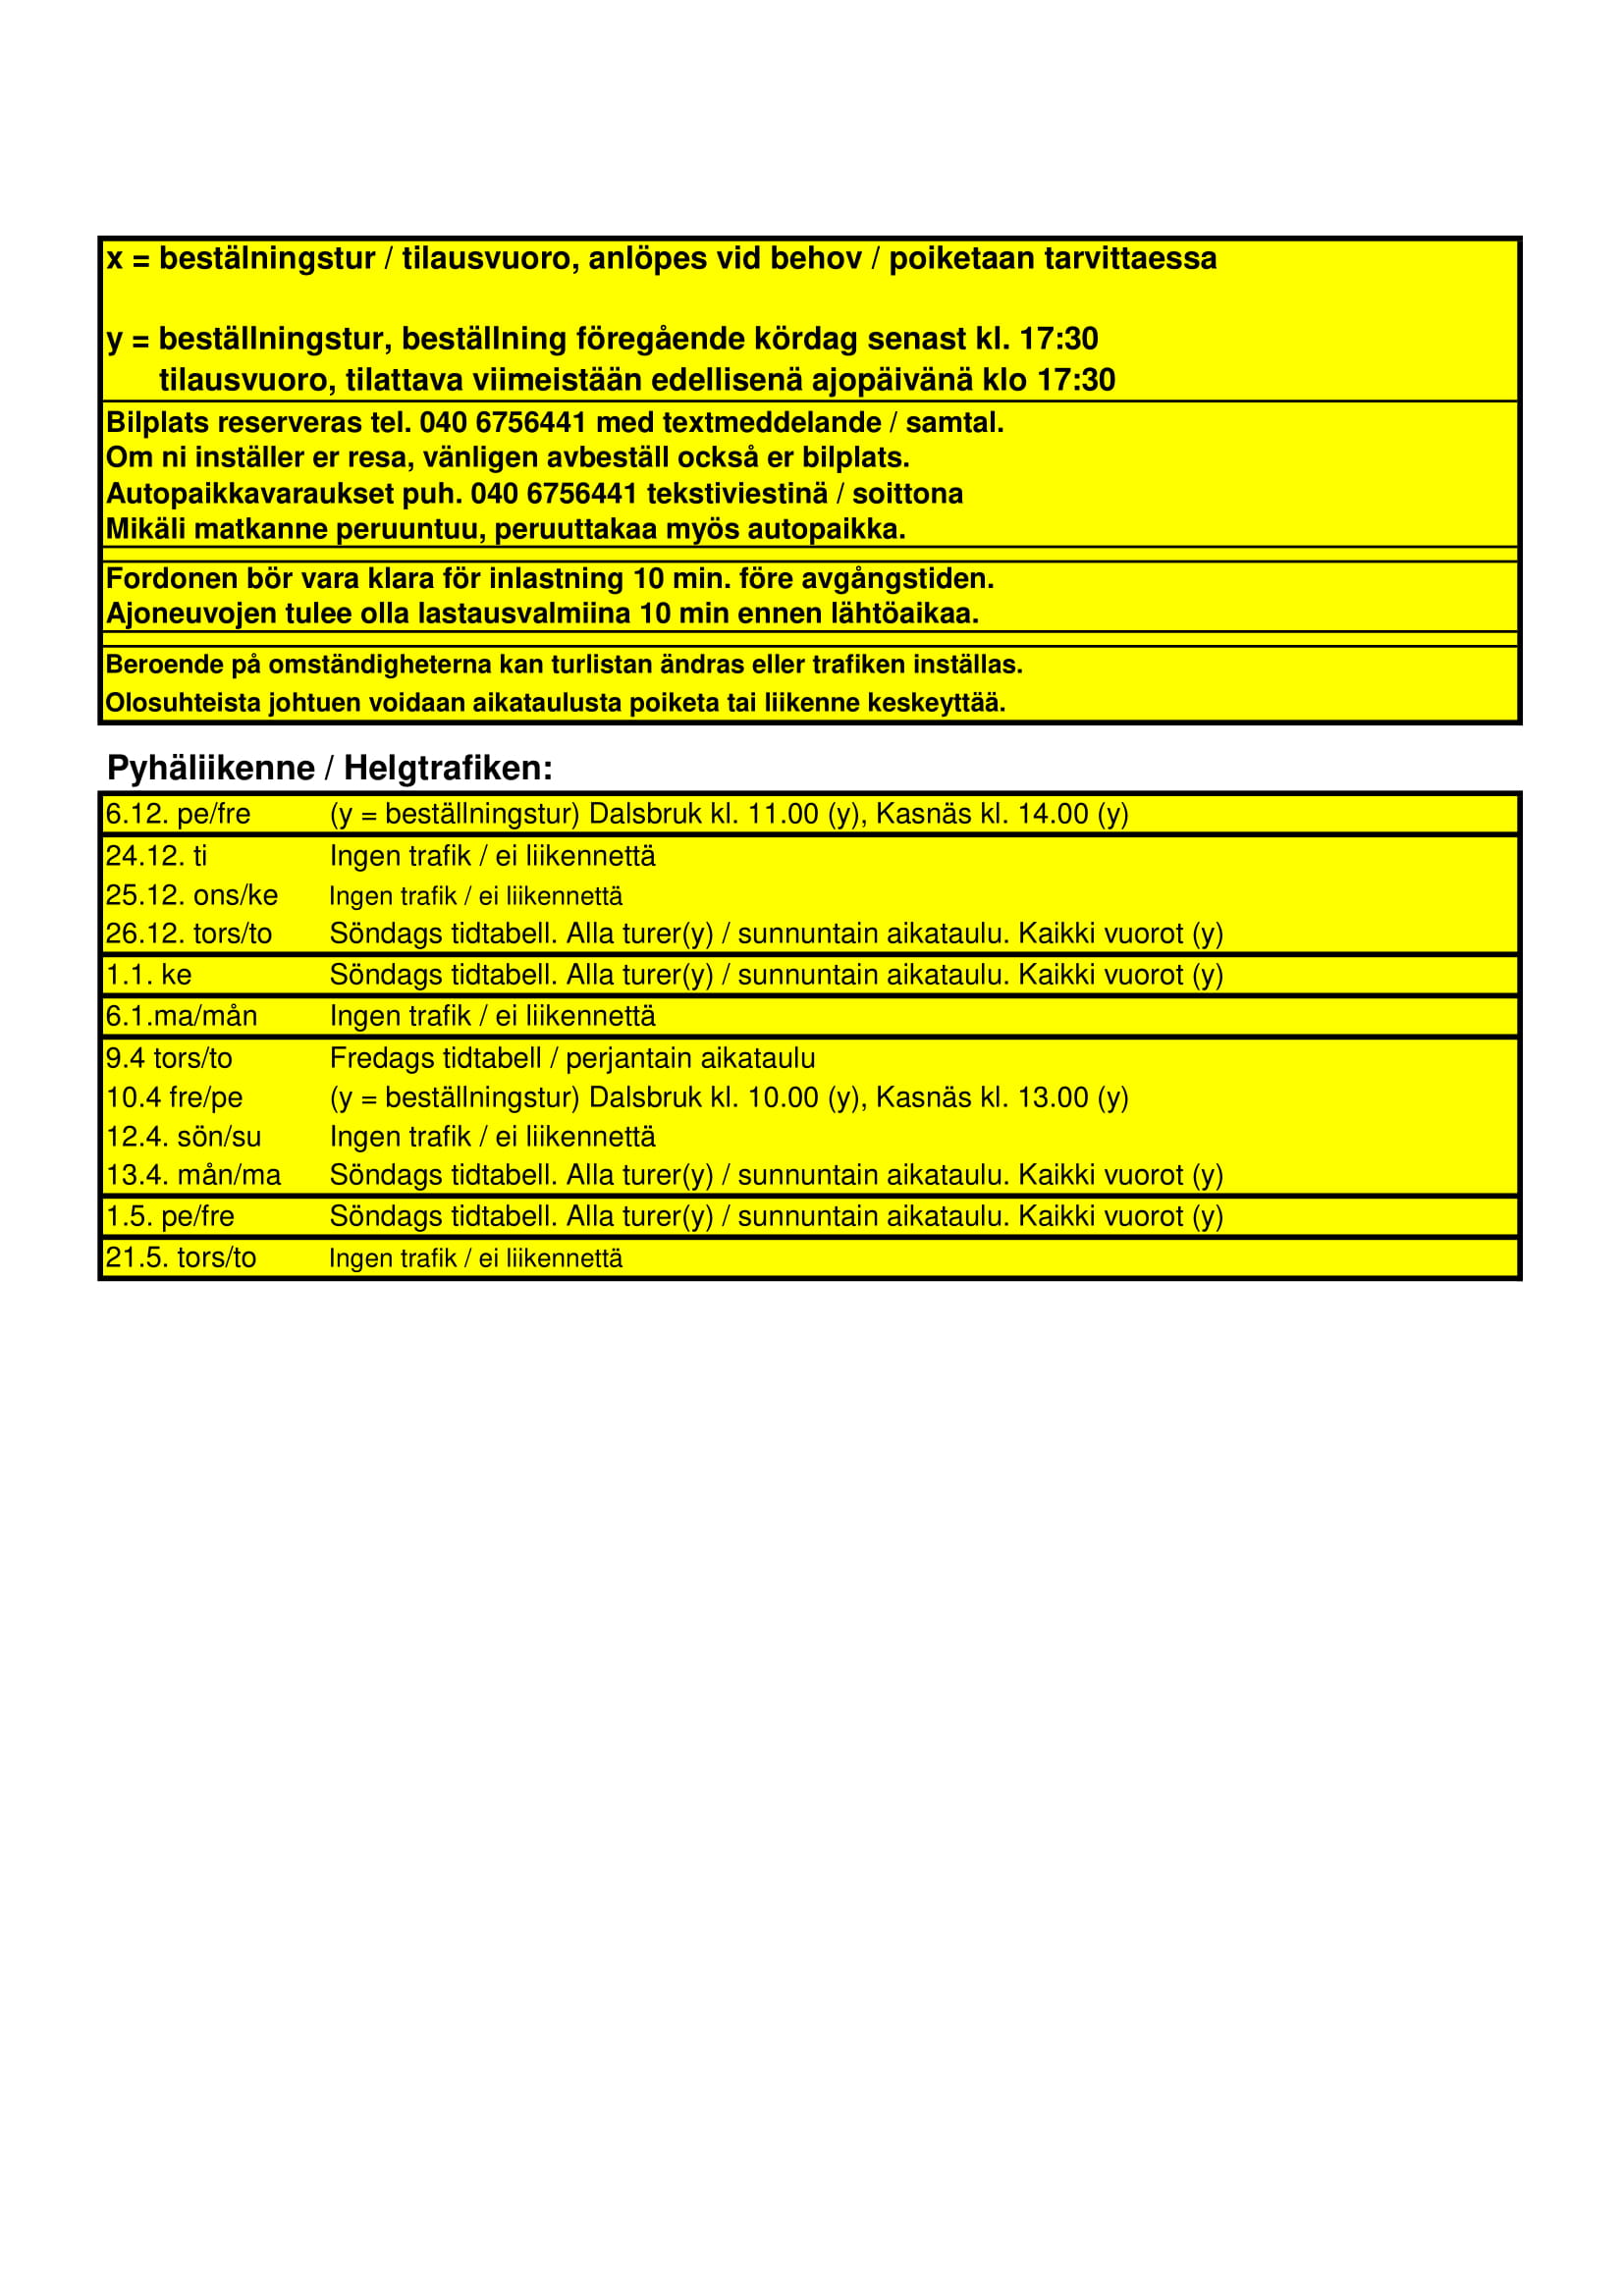 x = bestälningstur / tilausvuoro, anlöpes vid behov / poiketaan tarvittaessa
y = beställningstur, beställning föregående kördag senast kl. 17:30
tilausvuoro, tilattava viimeistään edellisenä ajopäivänä klo 17:30
Bilplats reserveras tel. 040 6756441 med textmeddelande / samtal.
Om ni inställer er resa, vänligen avbeställ också er bilplats.
Autopaikkavaraukset puh. 040 6756441 tekstiviestinä / soittona
Mikäli matkanne peruuntuu, peruuttakaa myös autopaikka.
Fordonen bör vara klara för inlastning 10 min. före avgångstiden.
Ajoneuvojen tulee olla lastausvalmiina 10 min ennen lähtöaikaa.
Beroende på omständigheterna kan turlistan ändras eller trafiken inställas.
Olosuhteista johtuen voidaan aikataulusta poiketa tai liikenne keskeyttää.
Pyhäliikenne / Helgtrafiken:
6.12. pe/fre (y = beställningstur) Dalsbruk kl. 11.00 (y), Kasnäs kl. 14.00 (y)
24.12. ti Ingen trafik / ei liikennettä
25.12. ons/ke Ingen trafik / ei liikennettä
26.12. tors/to Söndags tidtabell. Alla turer(y) / sunnuntain aikataulu. Kaikki vuorot (y)
1.1. ke Söndags tidtabell. Alla turer(y) / sunnuntain aikataulu. Kaikki vuorot (y)
6.1.ma/mån Ingen trafik / ei liikennettä
9.4 tors/to Fredags tidtabell / perjantain aikataulu
10.4 fre/pe (y = beställningstur) Dalsbruk kl. 10.00 (y), Kasnäs kl. 13.00 (y)
12.4. sön/su Ingen trafik / ei liikennettä
13.4. mån/ma Söndags tidtabell. Alla turer(y) / sunnuntain aikataulu. Kaikki vuorot (y)
1.5. pe/fre Söndags tidtabell. Alla turer(y) / sunnuntain aikataulu. Kaikki vuorot (y)
21.5. tors/to Ingen trafik / ei liikennettä